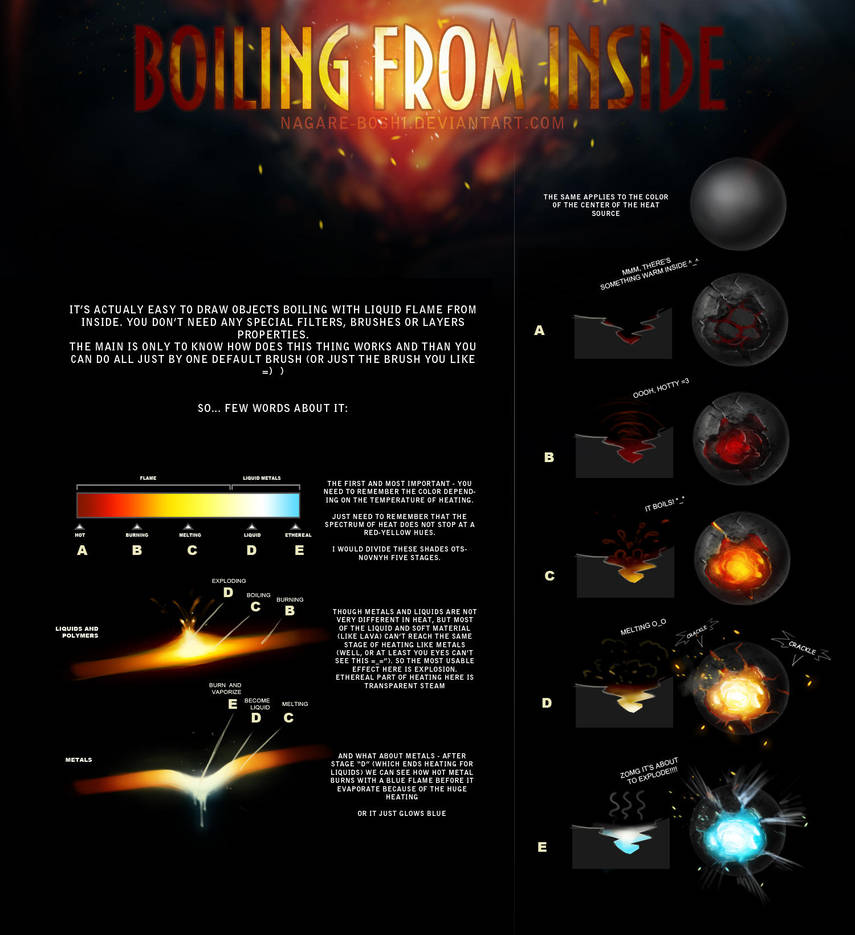 BOILING FROM INSIDE
NAGARE-BOSHI.DEVIANTART.COM
IT'S ACTUALY EASY TO DRAW OBJECTS BOILING WITH LIQUID FLAME FROM
INSIDE. YOU DON'T NEED ANY SPECIAL FILTERS, BRUSHES OR LAYERS
PROPERTIES.
THE MAIN IS ONLY TO KNOW HOW DOES THIS THING WORKS AND THAN YOU
CAN DO ALL JUST BY ONE DEFAULT BRUSH (OR JUST THE BRUSH YOU LIKE
=) )
SO... FEW WORDS ABOUT IT:
FLAME
LIQUID METALS
HOT
BURNING
MELTING
LIQUID
ETHEREAL
A
B
C
D
E
THE FIRST AND MOST IMPORTANT - YOU
NEED TO REMEMBER THE COLOR DEPEND-
ING ON THE TEMPERATURE OF HEATING.
JUST NEED TO REMEMBER THAT THE
SPECTRUM OF HEAT DOES NOT STOP AT A
RED-YELLOW HUES.
I WOULD DIVIDE THESE SHADES OTS-
NOVNYH FIVE STAGES.
LIQUIDS AND
POLYMERS
EXPLODING
D
BOILING
C
BURNING
B
THOUGH METALS AND LIQUIDS ARE NOT
VERY DIFFERENT IN HEAT, BUT MOST
OF THE LIQUID AND SOFT MATERIAL
(LIKE LAVA) CAN'T REACH THE SAME
STAGE OF HEATING LIKE METALS
(WELL, OR AT LEAST YOU EYES CAN'T
SEE THIS =_="). SO THE MOST USABLE
EFFECT HERE IS EXPLOSION.
ETHEREAL PART OF HEATING HERE IS
TRANSPARENT STEAM
METALS
BURN AND
VAPORIZE
E
BECOME
LIQUID
D
MELTING
C
AND WHAT ABOUT METALS - AFTER
STAGE "D" (WHICH ENDS HEATING FOR
LIQUIDS) WE CAN SEE HOW HOT METAL
BURNS WITH A BLUE FLAME BEFORE IT
EVAPORATE BECAUSE OF THE HUGE
HEATING
OR IT JUST GLOWS BLUE
THE SAME APPLIES TO THE COLOR
OF THE CENTER OF THE HEAT
SOURCE
MMM, THERE'S
SOMETHING WARM INSIDE ^_^
A
OOOH, HOTTY =3
B
IT BOILS! *_*
C
MELTING O_O
CRACKLE
CRACKLE
D
ZOMG IT'S ABOUT
TO EXPLODE!!!!
E